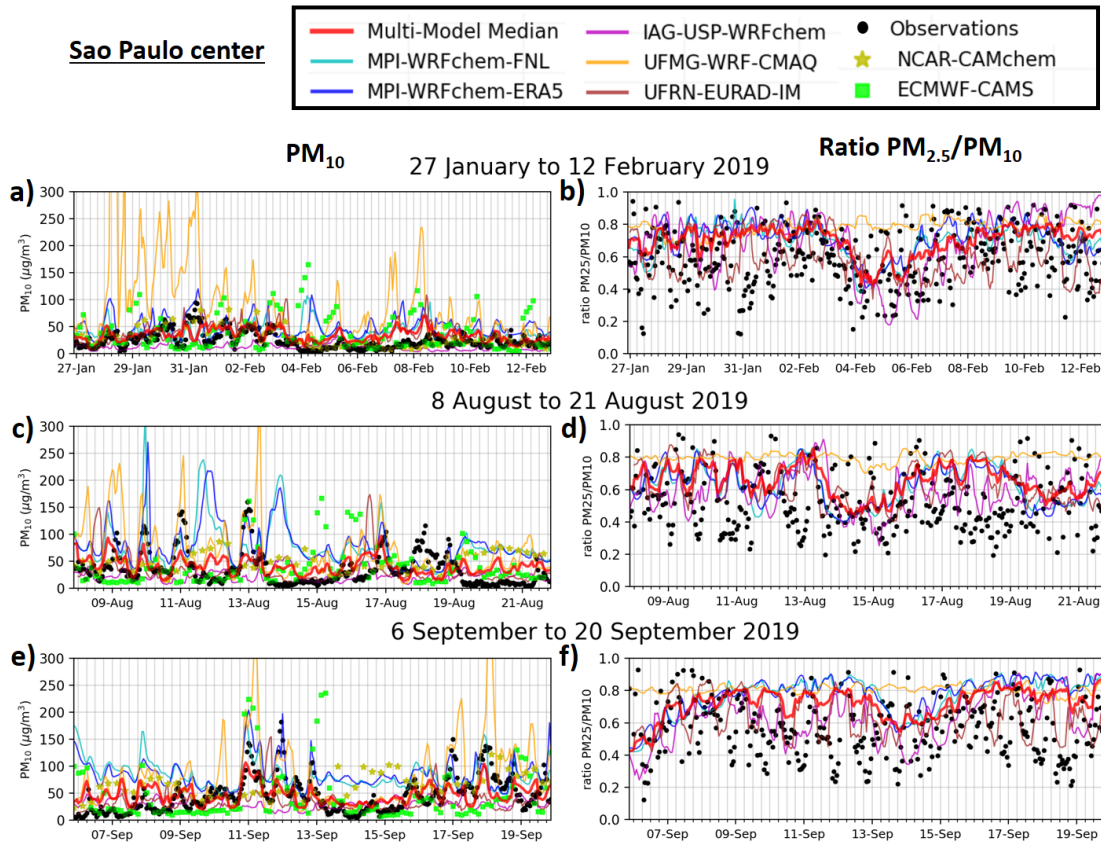 Sao Paulo center
Multi-Model Median
MPI-WRFchem-FNL
MPI-WRFchem-ERA5
IAG-USP-WRFchem
UFMG-WRF-CMAQ
UFRN-EURAD-IM
Observations
NCAR-CAMchem
ECMWF-CAMS
PM10
Ratio PM2.5/PM10
27 January to 12 February 2019
a)
PM10 (μg/m3)
300
250
200
150
100
50
0
27-Jan 29-Jan 31-Jan 02-Feb 04-Feb 06-Feb 08-Feb 10-Feb 12-Feb
b)
ratio PM25/PM10
1.0
0.8
0.6
0.4
0.2
0.0
27-Jan 29-Jan 31-Jan 02-Feb 04-Feb 06-Feb 08-Feb 10-Feb 12-Feb
8 August to 21 August 2019
c)
PM10 (μg/m3)
300
250
200
150
100
50
0
09-Aug 11-Aug 13-Aug 15-Aug 17-Aug 19-Aug 21-Aug
d)
ratio PM25/PM10
1.0
0.8
0.6
0.4
0.2
0.0
09-Aug 11-Aug 13-Aug 15-Aug 17-Aug 19-Aug 21-Aug
6 September to 20 September 2019
e)
PM10 (μg/m3)
300
250
200
150
100
50
0
07-Sep 09-Sep 11-Sep 13-Sep 15-Sep 17-Sep 19-Sep
f)
ratio PM25/PM10
1.0
0.8
0.6
0.4
0.2
0.0
07-Sep 09-Sep 11-Sep 13-Sep 15-Sep 17-Sep 19-Sep